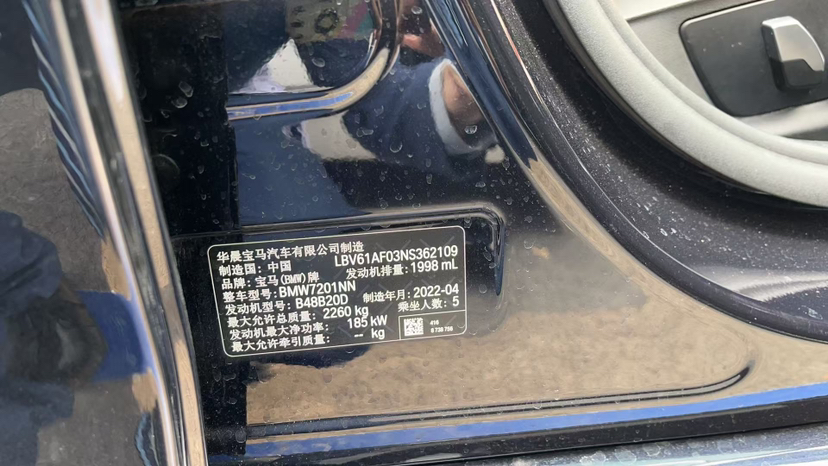 华晨宝马汽车有限公司制造
制造国: 中国 LBV61AF03NS362109
品牌: 宝马(BMW)牌 发动机排量: 1998 mL
整车型号: BMW7201NN
发动机型号: B48B20D 制造年月: 2022-04
最大允许总质量: 2260 kg 乘坐人数: 5
发动机最大净功率: 185 kW
最大允许牵引质量: -- kg